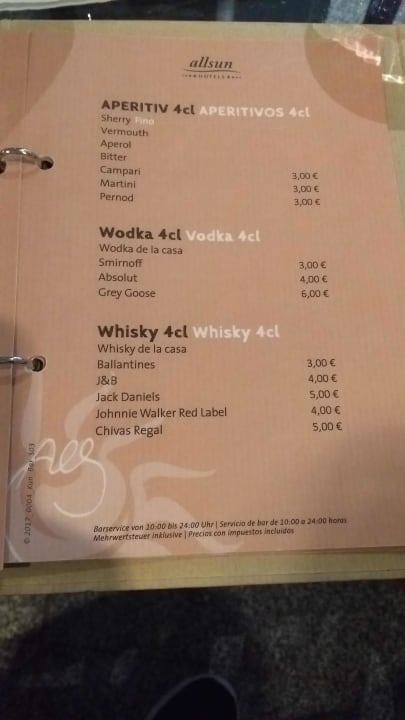 allsun
HOTELS
APERITIV 4cl APERITIVOS 4cl
Sherry Fino
Vermouth
Aperol
Bitter
Campari 3,00 €
Martini 3,00 €
Pernod 3,00 €
Wodka 4cl Vodka 4cl
Wodka de la casa
Smirnoff 3,00 €
Absolut 4,00 €
Grey Goose 6,00 €
Whisky 4cl Whisky 4cl
Whisky de la casa
Ballantines 3,00 €
J&B 4,00 €
Jack Daniels 5,00 €
Johnnie Walker Red Label 4,00 €
Chivas Regal 5,00 €
Barservice von 10:00 bis 24:00 Uhr | Servicio de bar de 10:00 a 24:00 horas
Mehrwertsteuer inklusive | Precios con impuestos incluidos